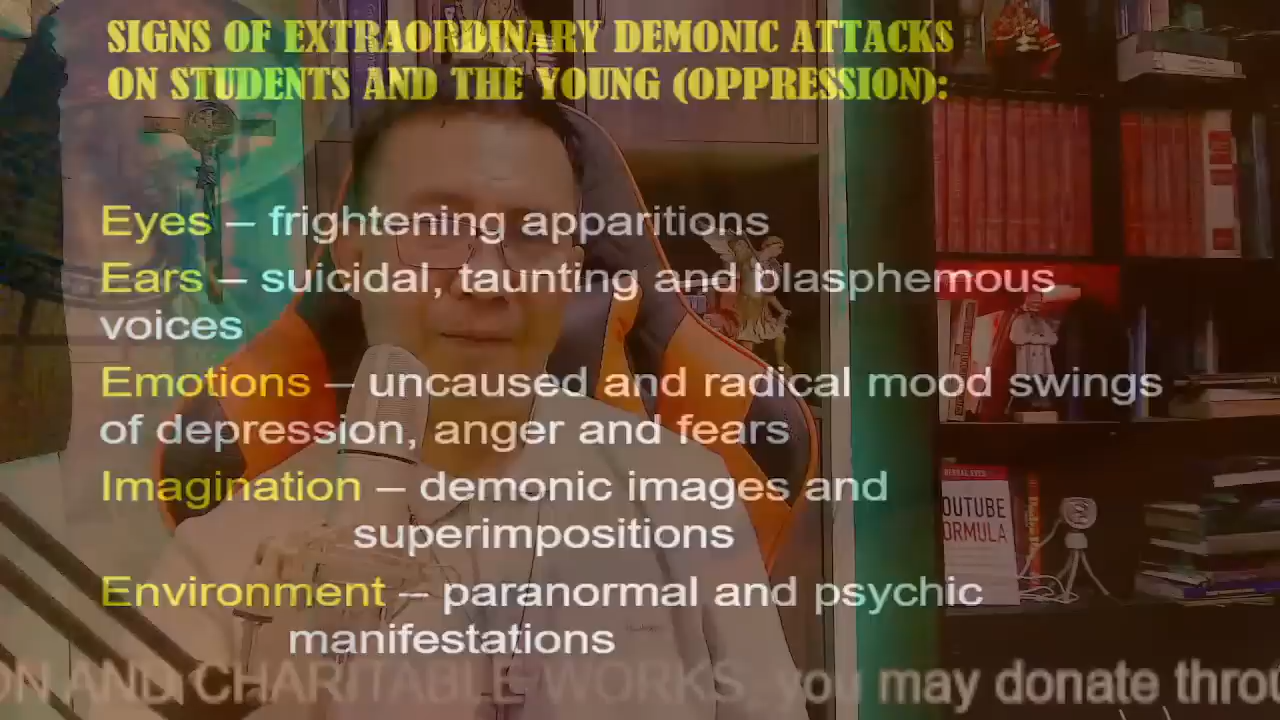 SIGNS OF EXTRAORDINARY DEMONIC ATTACKS
ON STUDENTS AND THE YOUNG (OPPRESSION):
Eyes – frightening apparitions
Ears – suicidal, taunting and blasphemous
voices
Emotions – uncaused and radical mood swings
of depression, anger and fears
Imagination – demonic images and
superimpositions
Environment – paranormal and psychic
manifestations
AND CHARITABLE WORKS, you may donate
OUTUBE
ORMULA